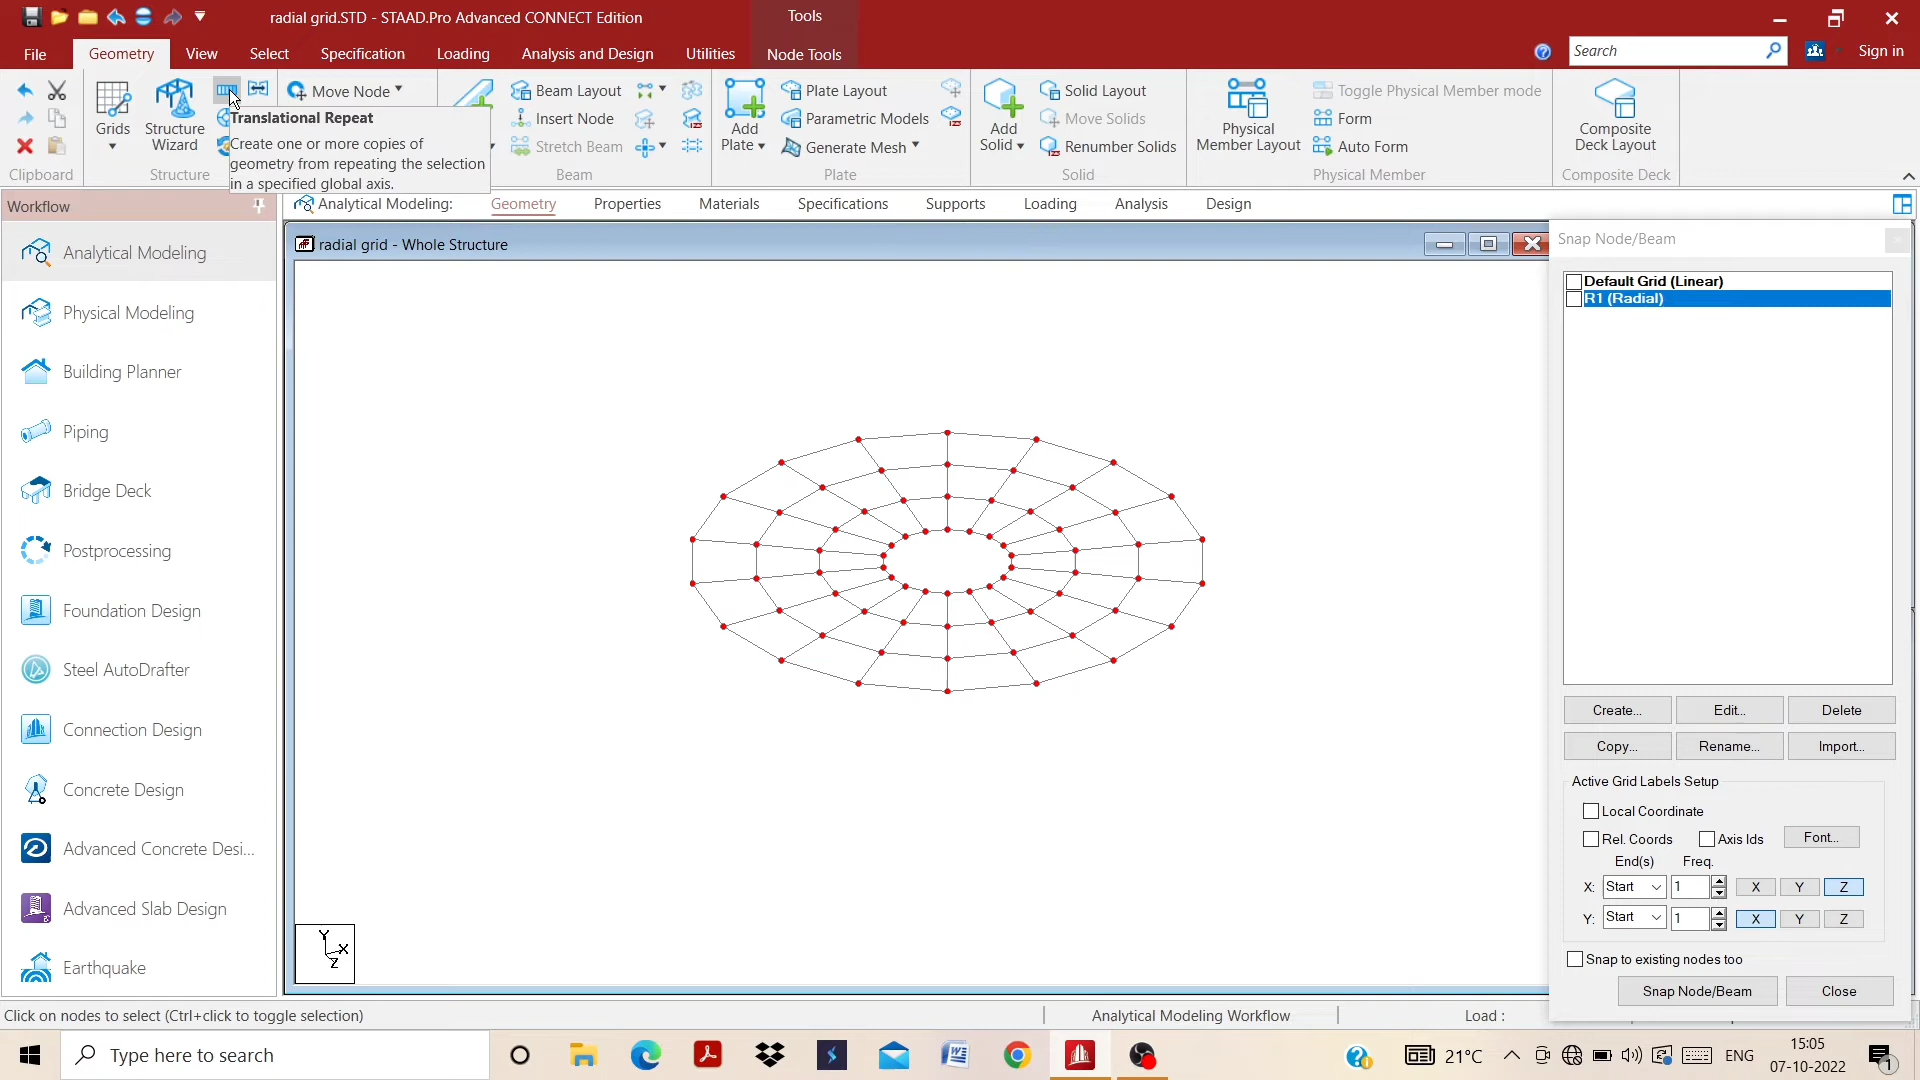 radial grid.STD - STAAD.Pro Advanced CONNECT Edition
Tools
File
Geometry
View
Select
Specification
Loading
Analysis and Design
Utilities
Node Tools
Search
Sign in
Move Node
Grids
Structure
Wizard
Translational Repeat
Create one or more copies of
geometry from repeating the selection
in a specified global axis.
Beam Layout
Insert Node
Stretch Beam
Add
Plate
Plate Layout
Parametric Models
Generate Mesh
Add
Solid
Solid Layout
Move Solids
Renumber Solids
Physical
Member Layout
Toggle Physical Member mode
Form
Auto Form
Composite
Deck Layout
Clipboard
Structure
Beam
Plate
Solid
Physical Member
Composite Deck
Workflow
Analytical Modeling:
Geometry
Properties
Materials
Specifications
Supports
Loading
Analysis
Design
Analytical Modeling
Physical Modeling
Building Planner
Piping
Bridge Deck
Postprocessing
Foundation Design
Steel AutoDrafter
Connection Design
Concrete Design
Advanced Concrete Desi...
Advanced Slab Design
Earthquake
radial grid - Whole Structure
Y
X
Z
Snap Node/Beam
Default Grid (Linear)
R1 (Radial)
Create...
Edit...
Delete
Copy...
Rename...
Import...
Active Grid Labels Setup
Local Coordinate
Rel. Coords
Axis Ids
Font...
End(s)
Freq.
X: Start 1 X Y Z
Y: Start 1 X Y Z
Snap to existing nodes too
Snap Node/Beam
Close
Click on nodes to select (Ctrl+click to toggle selection)
Analytical Modeling Workflow
Load :
Type here to search
21°C
ENG
15:05
07-10-2022
1